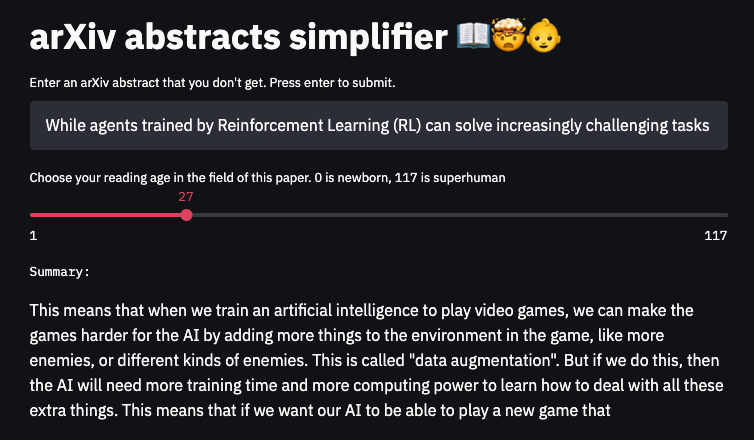 arXiv abstracts simplifier 📖🤯👶
Enter an arXiv abstract that you don't get. Press enter to submit.
While agents trained by Reinforcement Learning (RL) can solve increasingly challenging tasks
Choose your reading age in the field of this paper. 0 is newborn, 117 is superhuman
27
1 117
Summary:
This means that when we train an artificial intelligence to play video games, we can make the
games harder for the AI by adding more things to the environment in the game, like more
enemies, or different kinds of enemies. This is called "data augmentation". But if we do this, then
the AI will need more training time and more computing power to learn how to deal with all these
extra things. This means that if we want our AI to be able to play a new game that